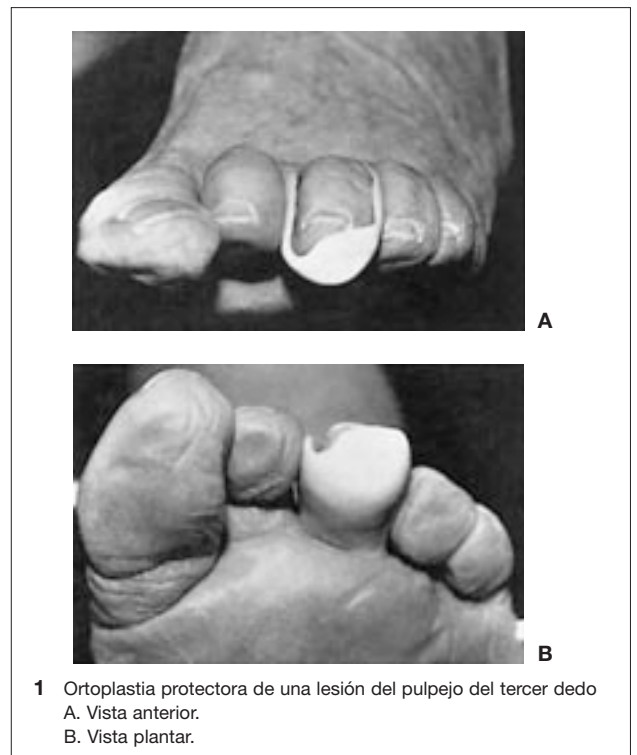 A
B
1 Ortoplastia protectora de una lesión del pulpejo del tercer dedo
A. Vista anterior.
B. Vista plantar.